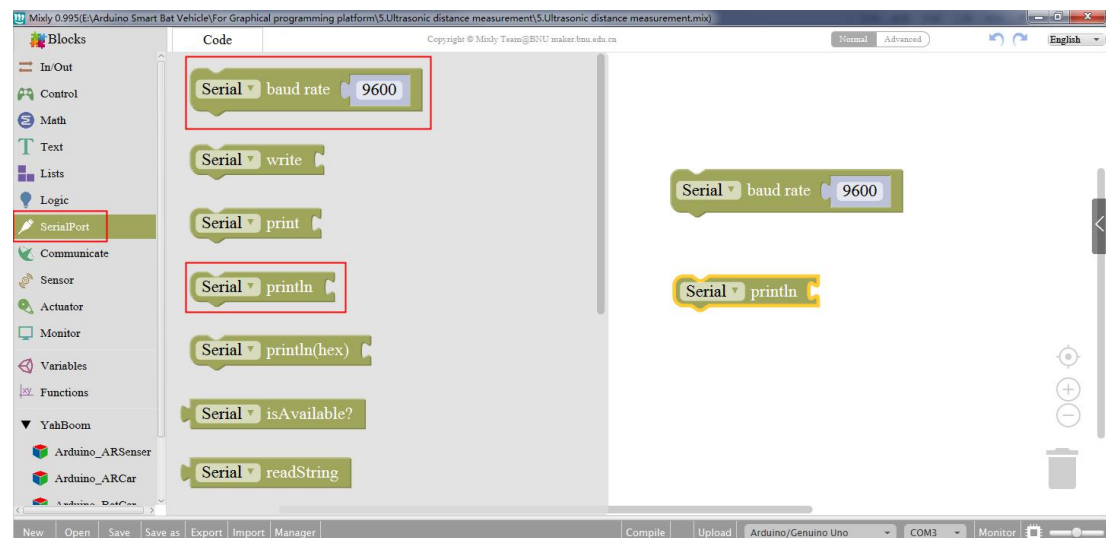 Mixly 0.995(E:\Arduino Smart Bat Vehicle\For Graphical programming platform\5.Ultrasonic distance measurement\5.Ultrasonic distance measurement.mix)
Blocks
Code
Copyright © Mixly Team@BNU maker.bnu.edu.cn
Normal Advanced
English
In/Out
Control
Math
Text
Lists
Logic
SerialPort
Communicate
Sensor
Actuator
Monitor
Variables
xy Functions
YahBoom
Arduino_ARSenser
Arduino_ARCar
Arduino_BatCar
Serial baud rate 9600
Serial write
Serial print
Serial println
Serial println(hex)
Serial isAvailable?
Serial readString
Serial baud rate 9600
Serial println
New Open Save Save as Export Import Manager
Compile Upload Arduino/Genuino Uno COM3 Monitor